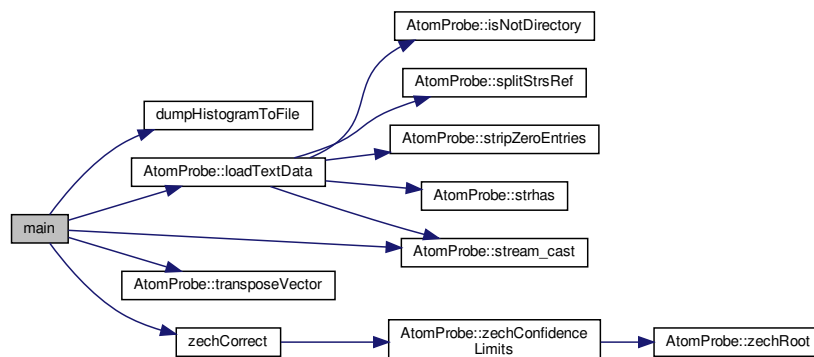 AtomProbe::isNotDirectory
AtomProbe::splitStrsRef
dumpHistogramToFile
AtomProbe::stripZeroEntries
AtomProbe::loadTextData
AtomProbe::strhas
main
AtomProbe::stream_cast
AtomProbe::transposeVector
zechCorrect
AtomProbe::zechConfidence
Limits
AtomProbe::zechRoot